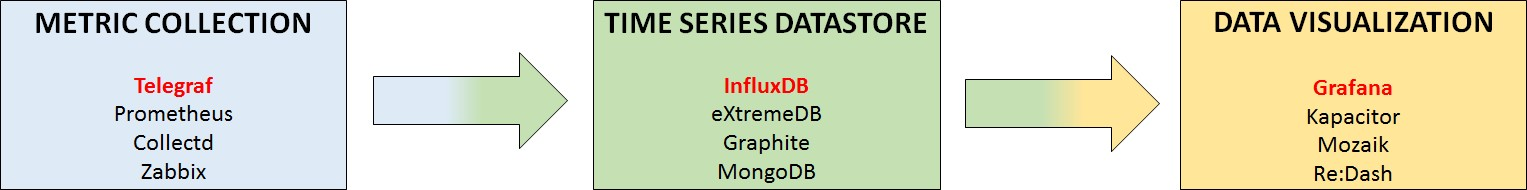 METRIC COLLECTION
Telegraf
Prometheus
Collectd
Zabbix
TIME SERIES DATASTORE
InfluxDB
eXtremeDB
Graphite
MongoDB
DATA VISUALIZATION
Grafana
Kapacitor
Mozaik
Re:Dash